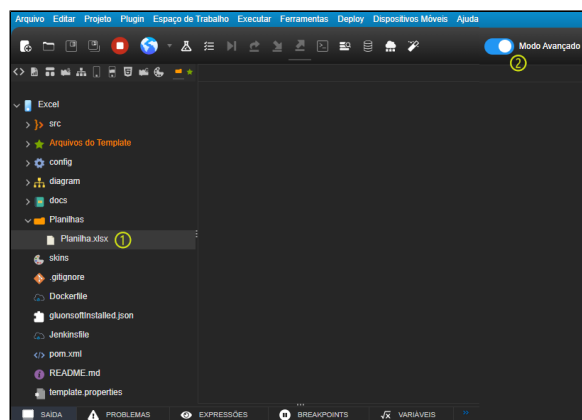 Arquivo Editar Projeto Plugin Espaço de Trabalho Executar Ferramentas Deploy Dispositivos Móveis Ajuda
Modo Avançado
2
Excel
src
Arquivos do Template
config
diagram
docs
Planilhas
Planilha.xlsx 1
skins
.gitignore
Dockerfile
gluonsoftInstalled.json
Jenkinsfile
pom.xml
README.md
template.properties
SAÍDA PROBLEMAS EXPRESSÕES BREAKPOINTS VARIÁVEIS